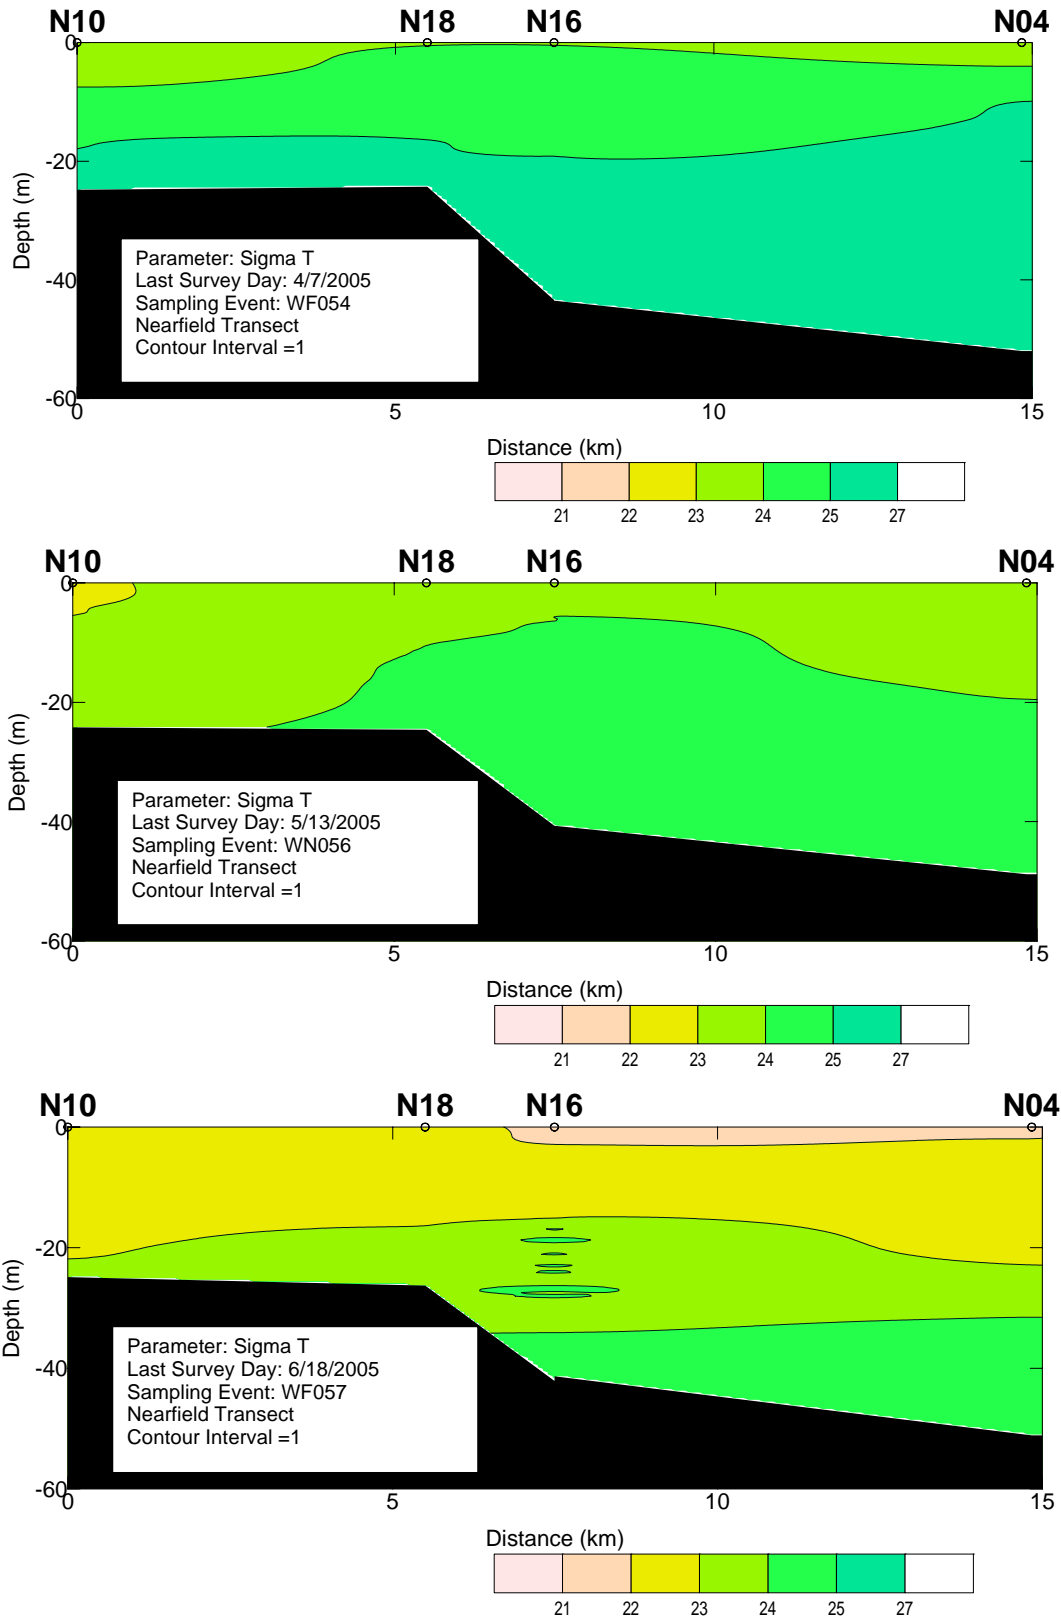 N10 N18 N16 N04
0
-20
-40
-60
Depth (m)
Parameter: Sigma T
Last Survey Day: 4/7/2005
Sampling Event: WF054
Nearfield Transect
Contour Interval =1
0 5 10 15
Distance (km)
21 22 23 24 25 27
N10 N18 N16 N04
0
-20
-40
-60
Depth (m)
Parameter: Sigma T
Last Survey Day: 5/13/2005
Sampling Event: WN056
Nearfield Transect
Contour Interval =1
0 5 10 15
Distance (km)
21 22 23 24 25 27
N10 N18 N16 N04
0
-20
-40
-60
Depth (m)
Parameter: Sigma T
Last Survey Day: 6/18/2005
Sampling Event: WF057
Nearfield Transect
Contour Interval =1
0 5 10 15
Distance (km)
21 22 23 24 25 27